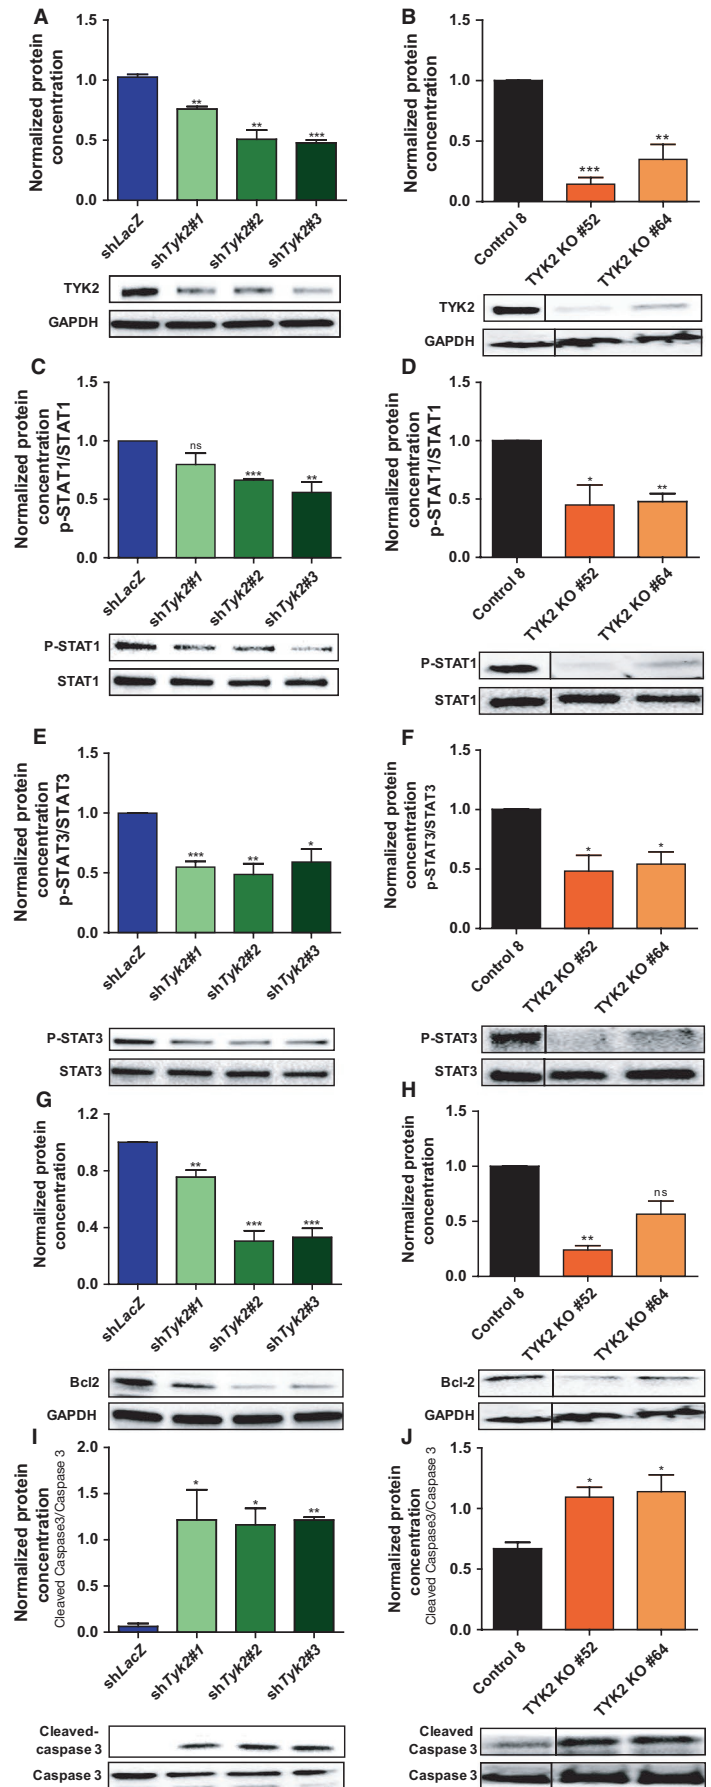 A
Normalized protein
concentration
1.5
1.0
0.5
0.0
**
**
***
shLacZ
shTyk2#1
shTyk2#2
shTyk2#3
TYK2
GAPDH
B
Normalized protein
concentration
1.5
1.0
0.5
0.0
***
**
Control 8
TYK2 KO #52
TYK2 KO #64
TYK2
GAPDH
C
Normalized protein
concentration
p-STAT1/STAT1
1.5
1.0
0.5
0.0
ns
***
**
shLacZ
shTyk2#1
shTyk2#2
shTyk2#3
P-STAT1
STAT1
D
Normalized protein
concentration
p-STAT1/STAT1
1.5
1.0
0.5
0.0
*
**
Control 8
TYK2 KO #52
TYK2 KO #64
P-STAT1
STAT1
E
Normalized protein
concentration
p-STAT3/STAT3
1.5
1.0
0.5
0.0
***
**
*
shLacZ
shTyk2#1
shTyk2#2
shTyk2#3
P-STAT3
STAT3
F
Normalized protein
concentration
p-STAT3/STAT3
1.5
1.0
0.5
0.0
*
*
Control 8
TYK2 KO #52
TYK2 KO #64
P-STAT3
STAT3
G
Normalized protein
concentration
1.2
0.8
0.4
0.0
**
***
***
shLacZ
shTyk2#1
shTyk2#2
shTyk2#3
Bcl2
GAPDH
H
Normalized protein
concentration
1.5
1.0
0.5
0.0
**
ns
Control 8
TYK2 KO #52
TYK2 KO #64
Bcl-2
GAPDH
I
Normalized protein
concentration
Cleaved Caspase3/Caspase 3
2.0
1.5
1.0
0.5
0.0
*
*
**
shLacZ
shTyk2#1
shTyk2#2
shTyk2#3
Cleaved-
caspase 3
Caspase 3
J
Normalized protein
concentration
Cleaved Caspase3/Caspase 3
1.5
1.0
0.5
0.0
*
*
Control 8
TYK2 KO #52
TYK2 KO #64
Cleaved
Caspase 3
Caspase 3